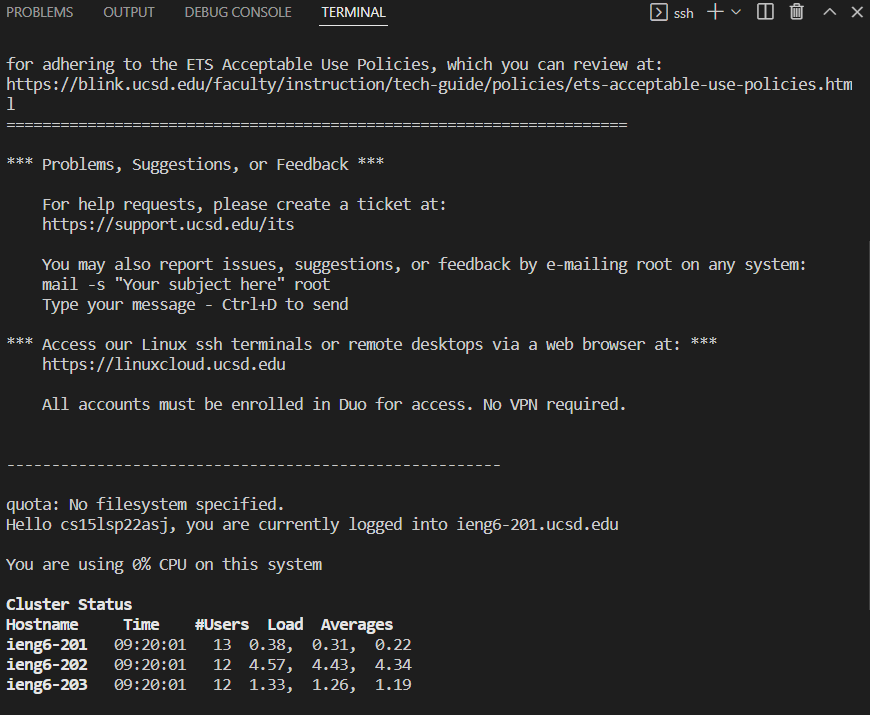 PROBLEMS OUTPUT DEBUG CONSOLE TERMINAL ssh
for adhering to the ETS Acceptable Use Policies, which you can review at:
https://blink.ucsd.edu/faculty/instruction/tech-guide/policies/ets-acceptable-use-policies.htm
l
========================================================================
*** Problems, Suggestions, or Feedback ***
For help requests, please create a ticket at:
https://support.ucsd.edu/its
You may also report issues, suggestions, or feedback by e-mailing root on any system:
mail -s "Your subject here" root
Type your message - Ctrl+D to send
*** Access our Linux ssh terminals or remote desktops via a web browser at: ***
https://linuxcloud.ucsd.edu
All accounts must be enrolled in Duo for access. No VPN required.
-------------------------------------------------------
quota: No filesystem specified.
Hello cs15lsp22asj, you are currently logged into ieng6-201.ucsd.edu
You are using 0% CPU on this system
Cluster Status
Hostname Time #Users Load Averages
ieng6-201 09:20:01 13 0.38, 0.31, 0.22
ieng6-202 09:20:01 12 4.57, 4.43, 4.34
ieng6-203 09:20:01 12 1.33, 1.26, 1.19